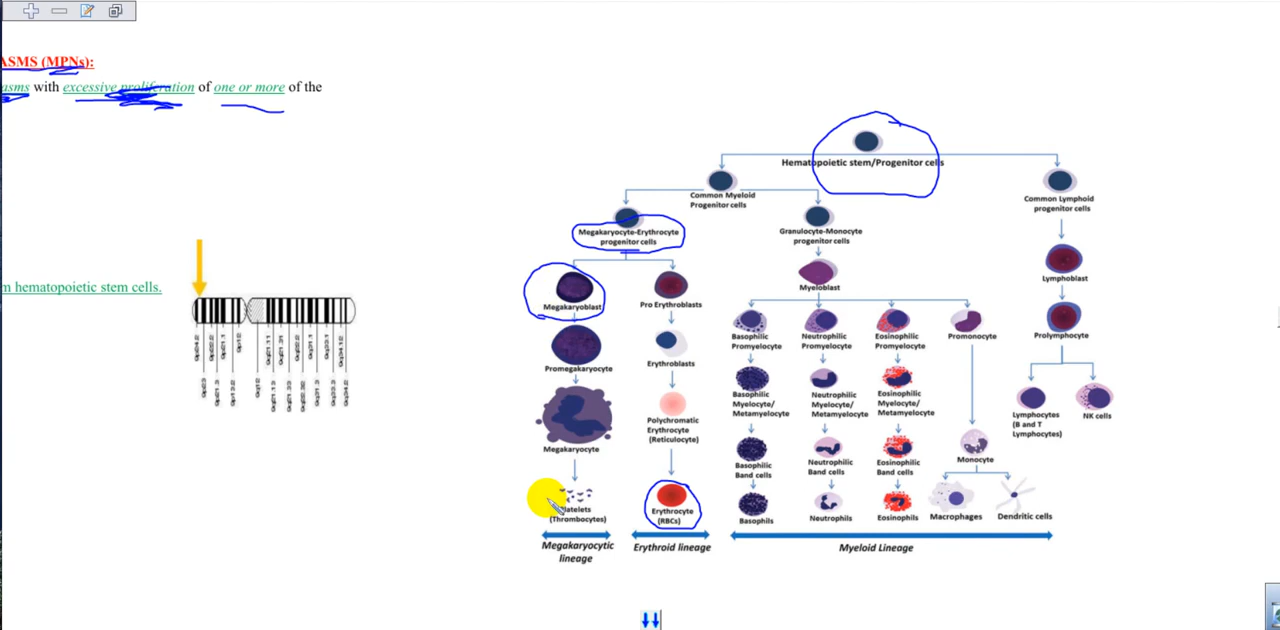 ASMS (MPNs):
asms with excessive proliferation of one or more of the
m hematopoietic stem cells.
Hematopoietic stem/Progenitor cells
Common Myeloid
Progenitor cells
Common Lymphoid
progenitor cells
Megakaryocyte-Erythrocyte
progenitor cells
Granulocyte-Monocyte
progenitor cells
Megakaryoblast
Pro Erythroblasts
Myeloblast
Lymphoblast
Promegakaryocyte
Erythroblasts
Basophilic
Promyelocyte
Neutrophilic
Promyelocyte
Eosinophilic
Promyelocyte
Promonocyte
Prolymphocyte
Megakaryocyte
Polychromatic
Erythrocyte
(Reticulocyte)
Basophilic
Myelocyte/
Metamyelocyte
Neutrophilic
Myelocyte/
Metamyelocyte
Eosinophilic
Myelocyte/
Metamyelocyte
Lymphocytes
(B and T
Lymphocytes)
NK cells
Monocyte
Basophilic
Band cells
Neutrophilic
Band cells
Eosinophilic
Band cells
Platelets
(Thrombocytes)
Erythrocyte
(RBCs)
Basophils
Neutrophils
Eosinophils
Macrophages
Dendritic cells
Megakaryocytic
lineage
Erythroid lineage
Myeloid Lineage